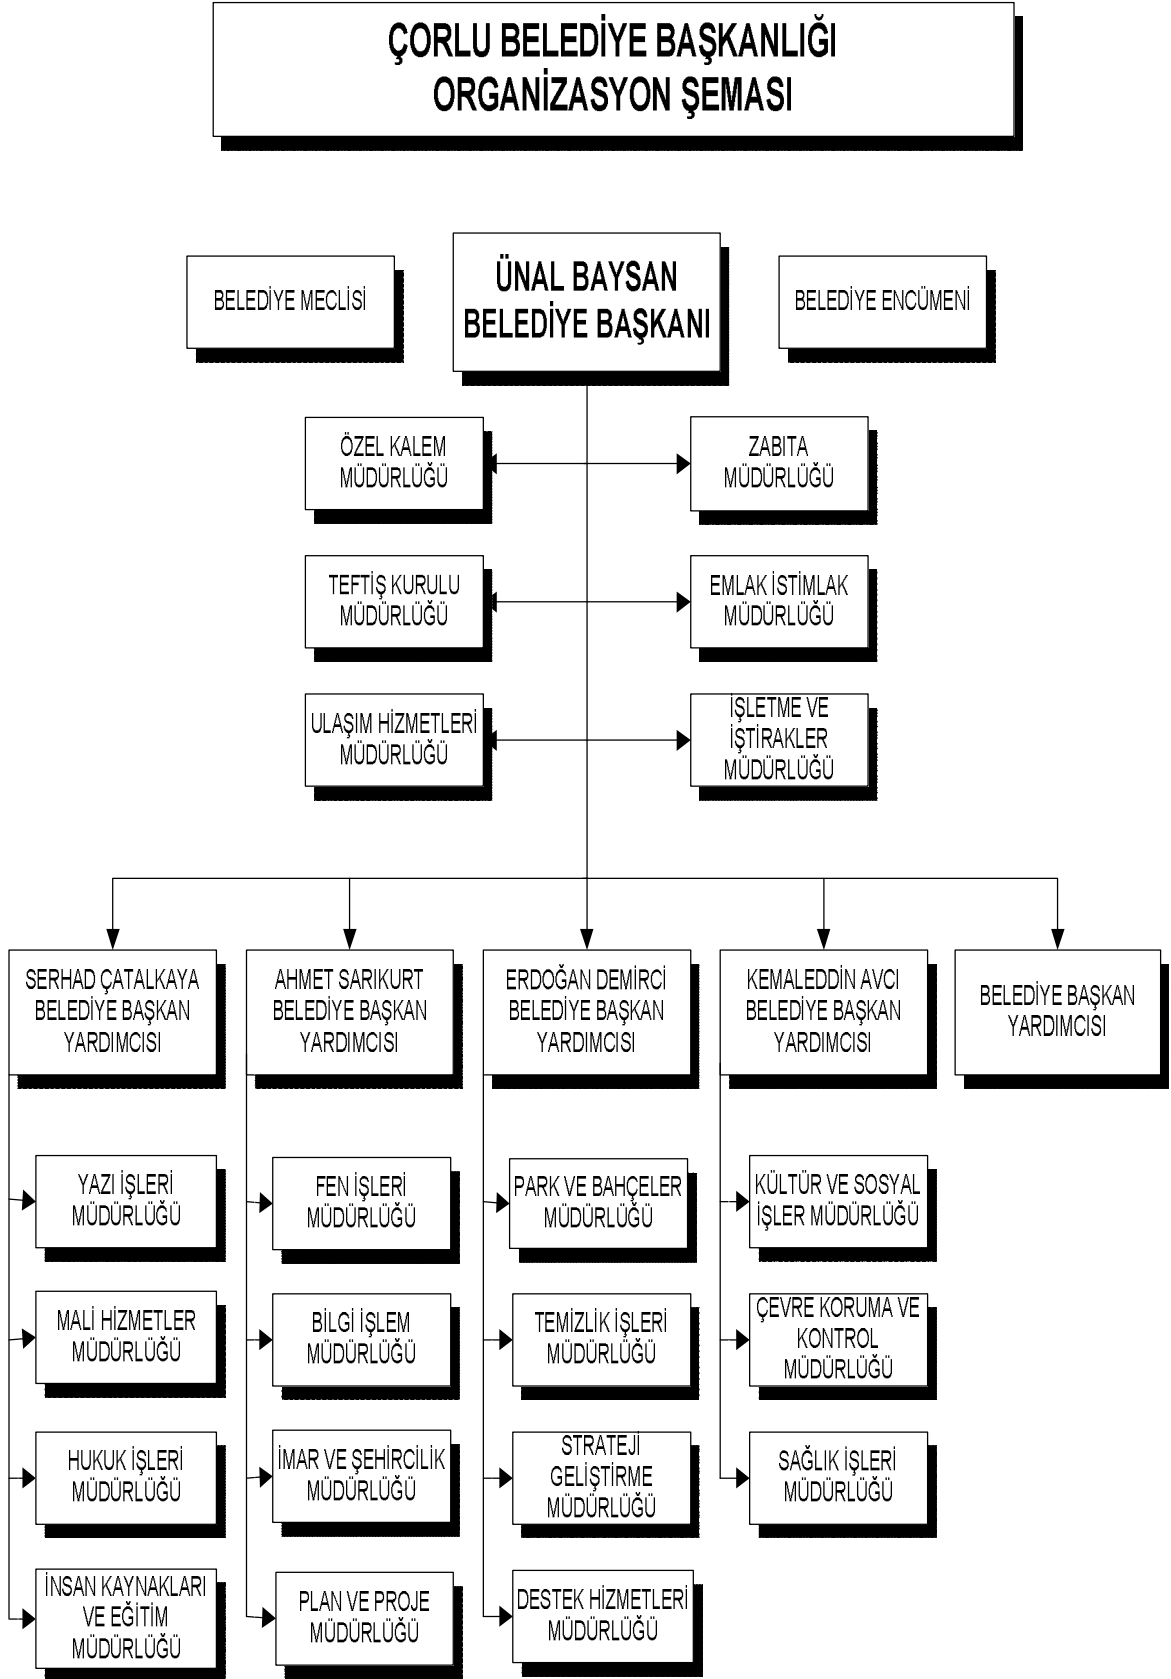 ÇORLU BELEDİYE BAŞKANLIĞI
ORGANİZASYON ŞEMASI
BELEDİYE MECLİSİ
ÜNAL BAYSAN
BELEDİYE BAŞKANI
BELEDİYE ENCÜMENİ
ÖZEL KALEM
MÜDÜRLÜĞÜ
ZABITA
MÜDÜRLÜĞÜ
TEFTİŞ KURULU
MÜDÜRLÜĞÜ
EMLAK İSTİMLAK
MÜDÜRLÜĞÜ
ULAŞIM HİZMETLERİ
MÜDÜRLÜĞÜ
İŞLETME VE
İŞTİRAKLER
MÜDÜRLÜĞÜ
SERHAD ÇATALKAYA
BELEDİYE BAŞKAN
YARDIMCISI
AHMET SARIKURT
BELEDİYE BAŞKAN
YARDIMCISI
ERDOĞAN DEMİRCİ
BELEDİYE BAŞKAN
YARDIMCISI
KEMALEDDİN AVCI
BELEDİYE BAŞKAN
YARDIMCISI
BELEDİYE BAŞKAN
YARDIMCISI
YAZI İŞLERİ
MÜDÜRLÜĞÜ
FEN İŞLERİ
MÜDÜRLÜĞÜ
PARK VE BAHÇELER
MÜDÜRLÜĞÜ
KÜLTÜR VE SOSYAL
İŞLER MÜDÜRLÜĞÜ
MALİ HİZMETLER
MÜDÜRLÜĞÜ
BİLGİ İŞLEM
MÜDÜRLÜĞÜ
TEMİZLİK İŞLERİ
MÜDÜRLÜĞÜ
ÇEVRE KORUMA VE
KONTROL
MÜDÜRLÜĞÜ
HUKUK İŞLERİ
MÜDÜRLÜĞÜ
İMAR VE ŞEHİRCİLİK
MÜDÜRLÜĞÜ
STRATEJİ
GELİŞTİRME
MÜDÜRLÜĞÜ
SAĞLIK İŞLERİ
MÜDÜRLÜĞÜ
İNSAN KAYNAKLARI
VE EĞİTİM
MÜDÜRLÜĞÜ
PLAN VE PROJE
MÜDÜRLÜĞÜ
DESTEK HİZMETLERİ
MÜDÜRLÜĞÜ